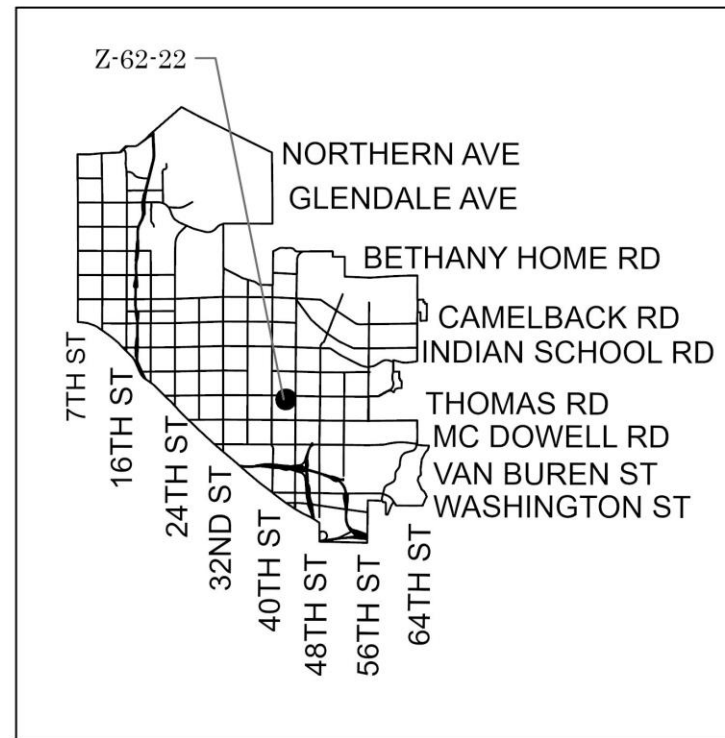 Z-62-22
NORTHERN AVE
GLENDALE AVE
BETHANY HOME RD
CAMELBACK RD
INDIAN SCHOOL RD
THOMAS RD
MC DOWELL RD
VAN BUREN ST
WASHINGTON ST
7TH ST
16TH ST
24TH ST
32ND ST
40TH ST
48TH ST
56TH ST
64TH ST